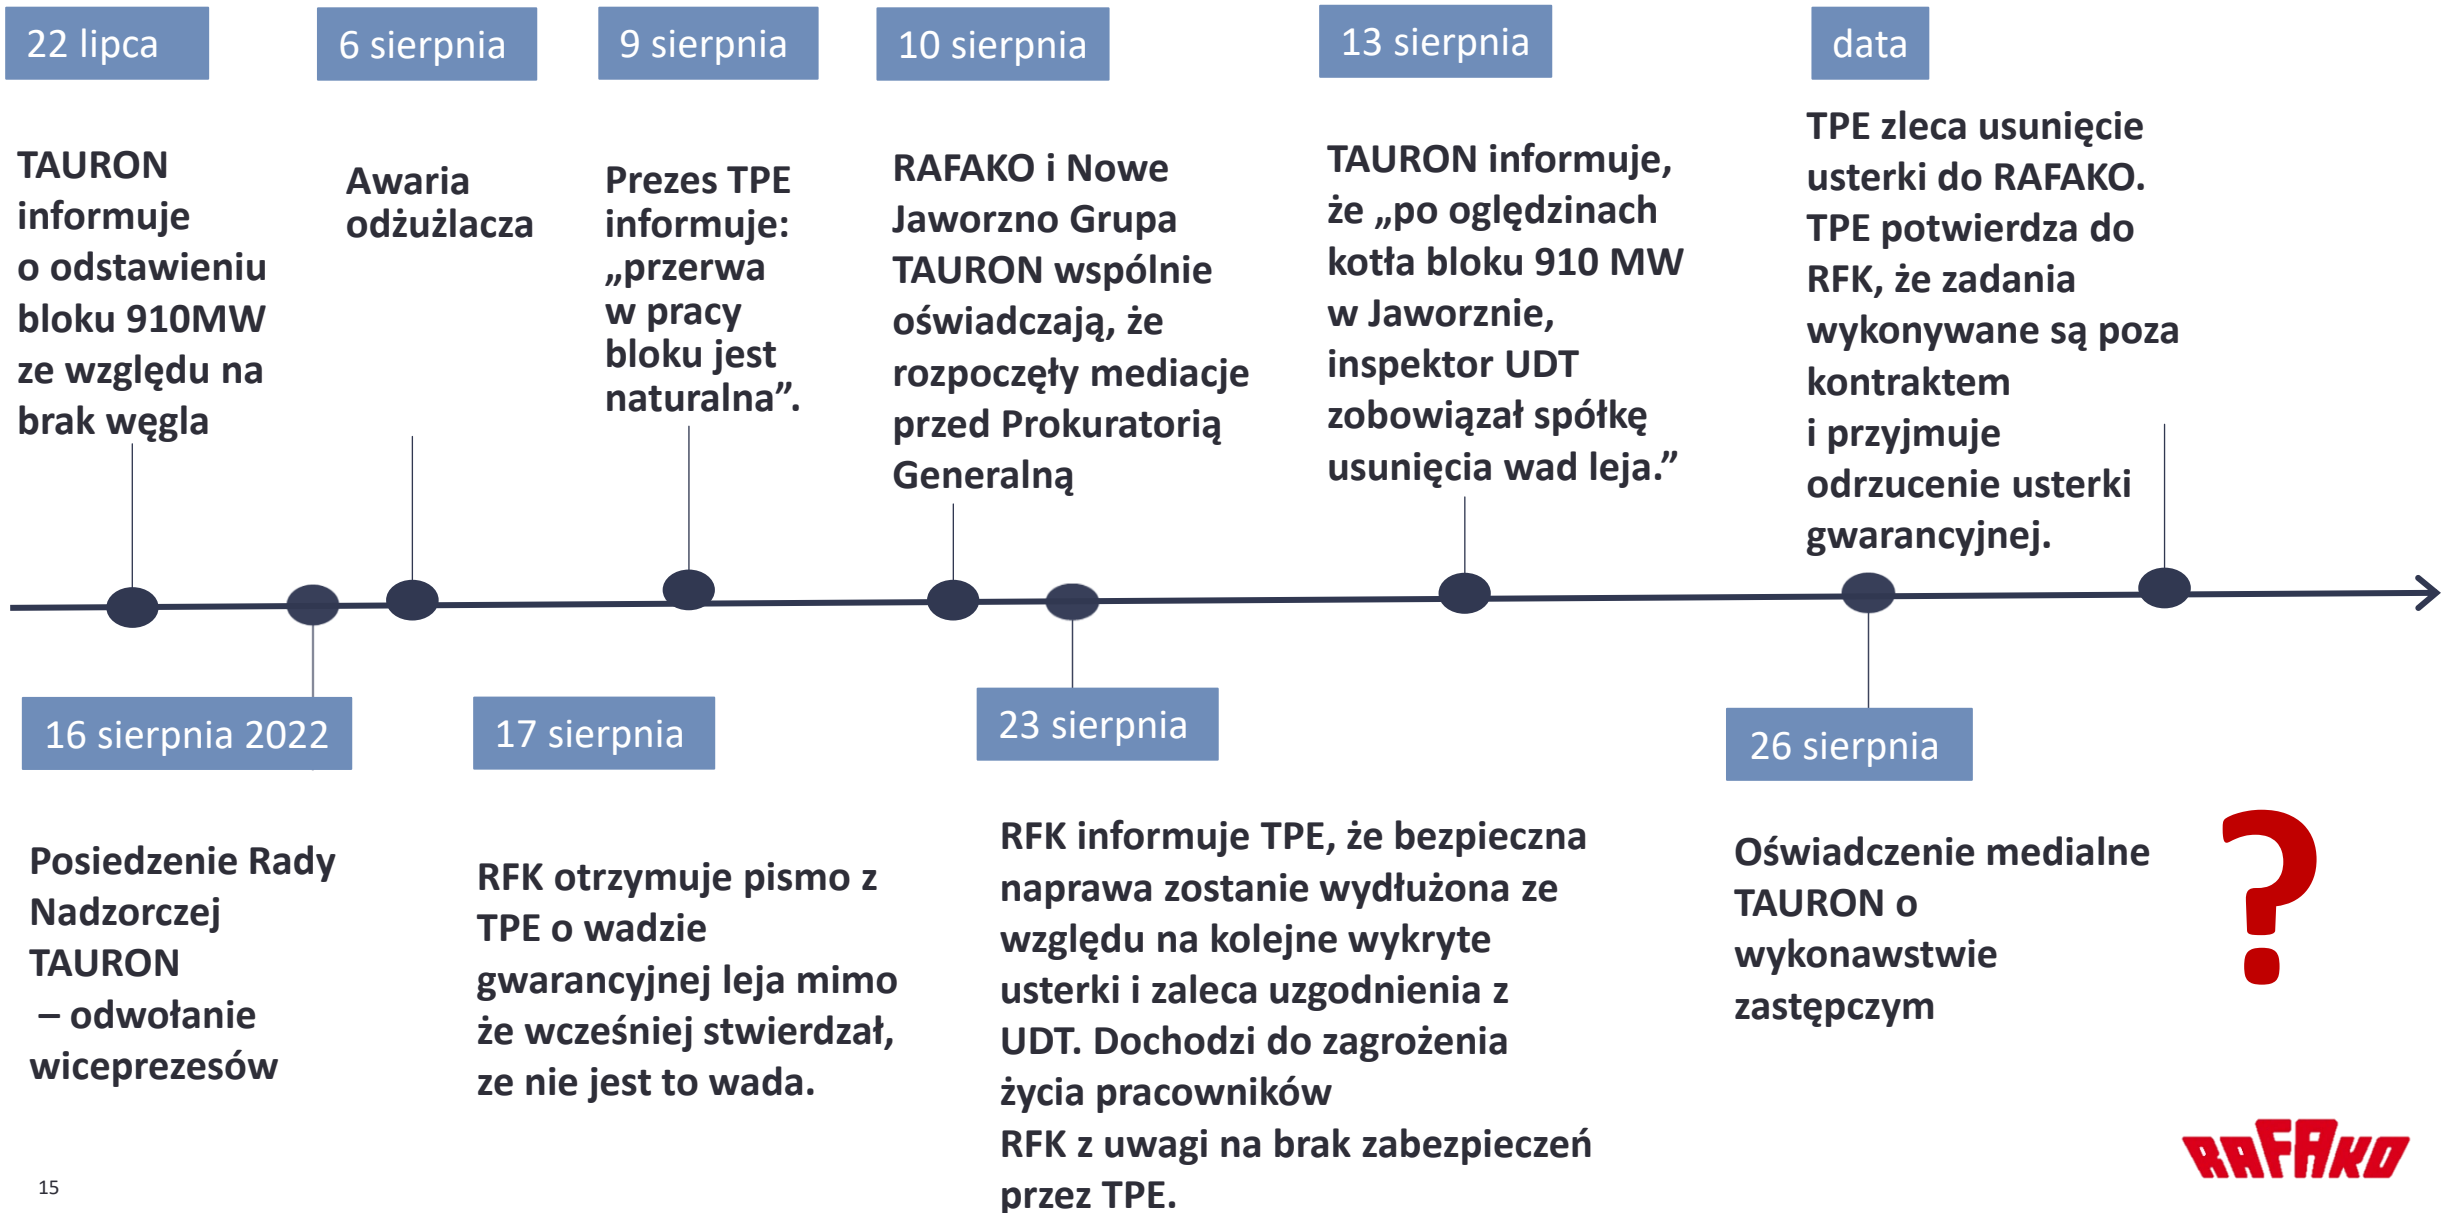 22 lipca
TAURON
informuje
o odstawieniu
bloku 910MW
ze względu na
brak węgla
6 sierpnia
Awaria
odżużlacza
9 sierpnia
Prezes TPE
informuje:
„przerwa
w pracy
bloku jest
naturalna”.
10 sierpnia
RAFAKO i Nowe
Jaworzno Grupa
TAURON wspólnie
oświadczają, że
rozpoczęły mediacje
przed Prokuratorią
Generalną
13 sierpnia
TAURON informuje,
że „po oględzinach
kotła bloku 910 MW
w Jaworznie,
inspektor UDT
zobowiązał spółkę
usunięcia wad leja.”
data
TPE zleca usunięcie
usterki do RAFAKO.
TPE potwierdza do
RFK, że zadania
wykonywane są poza
kontraktem
i przyjmuje
odrzucenie usterki
gwarancyjnej.
16 sierpnia 2022
Posiedzenie Rady
Nadzorczej
TAURON
– odwołanie
wiceprezesów
17 sierpnia
RFK otrzymuje pismo z
TPE o wadzie
gwarancyjnej leja mimo
że wcześniej stwierdzał,
ze nie jest to wada.
23 sierpnia
RFK informuje TPE, że bezpieczna
naprawa zostanie wydłużona ze
względu na kolejne wykryte
usterki i zaleca uzgodnienia z
UDT. Dochodzi do zagrożenia
życia pracowników
RFK z uwagi na brak zabezpieczeń
przez TPE.
26 sierpnia
Oświadczenie medialne
TAURON o
wykonawstwie
zastępczym
?
RAFAKO
15